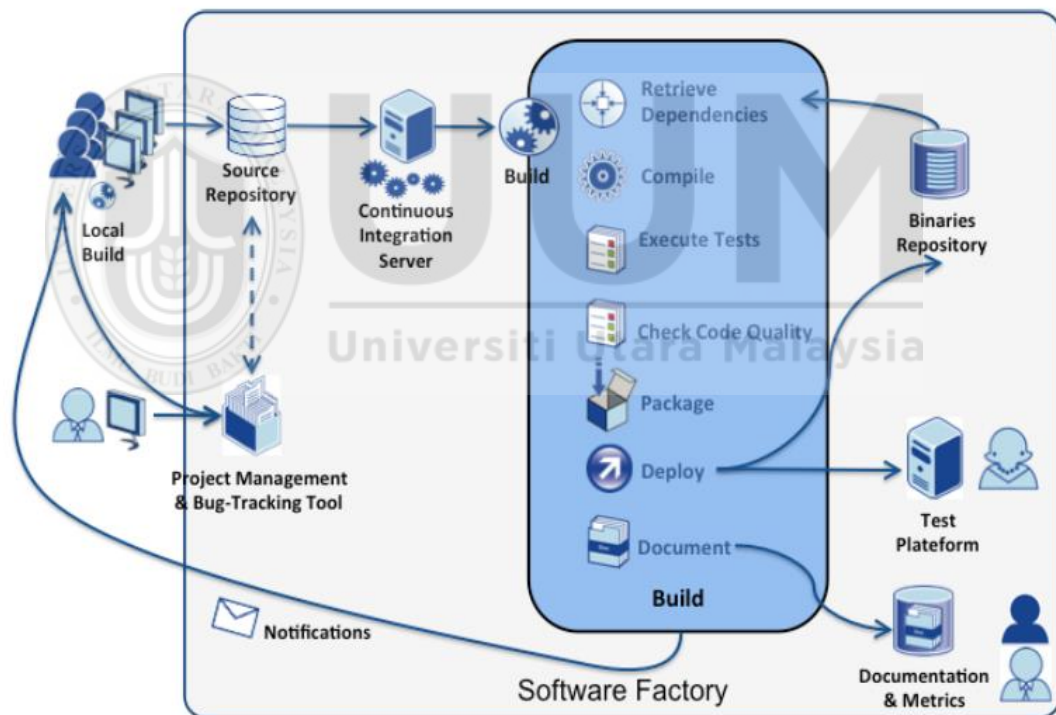 Local
Build
Source
Repository
Continuous
Integration
Server
Build
Retrieve
Dependencies
Compile
Execute Tests
Check Code Quality
Package
Deploy
Document
Build
Binaries
Repository
Test
Plateform
Documentation
& Metrics
Project Management
& Bug-Tracking Tool
Notifications
Software Factory
UUM
Universiti Utara Malaysia